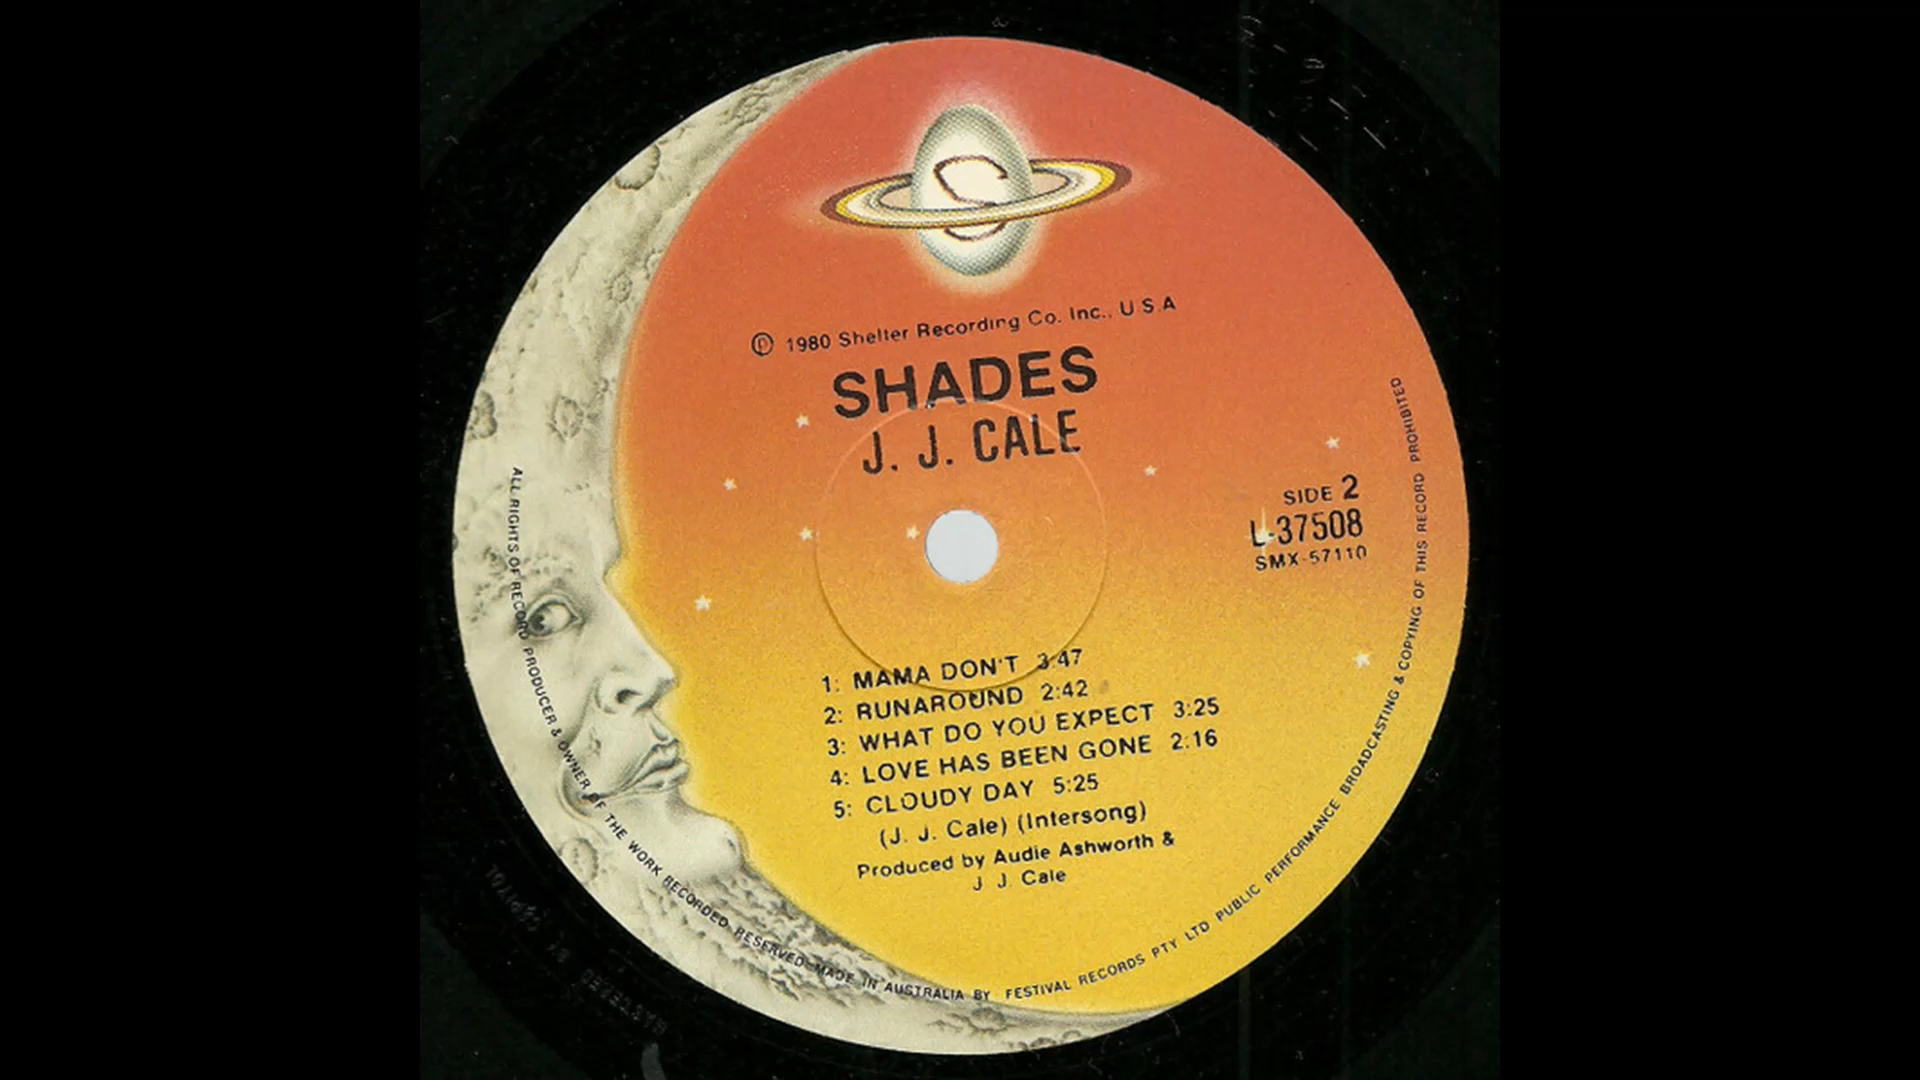 ℗ 1980 Shelter Recording Co. Inc., U.S.A
SHADES
J. J. CALE
SIDE 2
L-37508
SMX-57110
1: MAMA DON'T 3:47
2: RUNAROUND 2:42
3: WHAT DO YOU EXPECT 3:25
4: LOVE HAS BEEN GONE 2:16
5: CLOUDY DAY 5:25
(J. J. Cale) (Intersong)
Produced by Audie Ashworth &
J. J. Cale
ALL RIGHTS OF RECORD PRODUCER & OWNER OF THE WORK RECORDED RESERVED-MADE IN AUSTRALIA BY FESTIVAL RECORDS PTY LTD PUBLIC PERFORMANCE BROADCASTING & COPYING OF THIS RECORD PROHIBITED
MASTERED BY CAPITOL